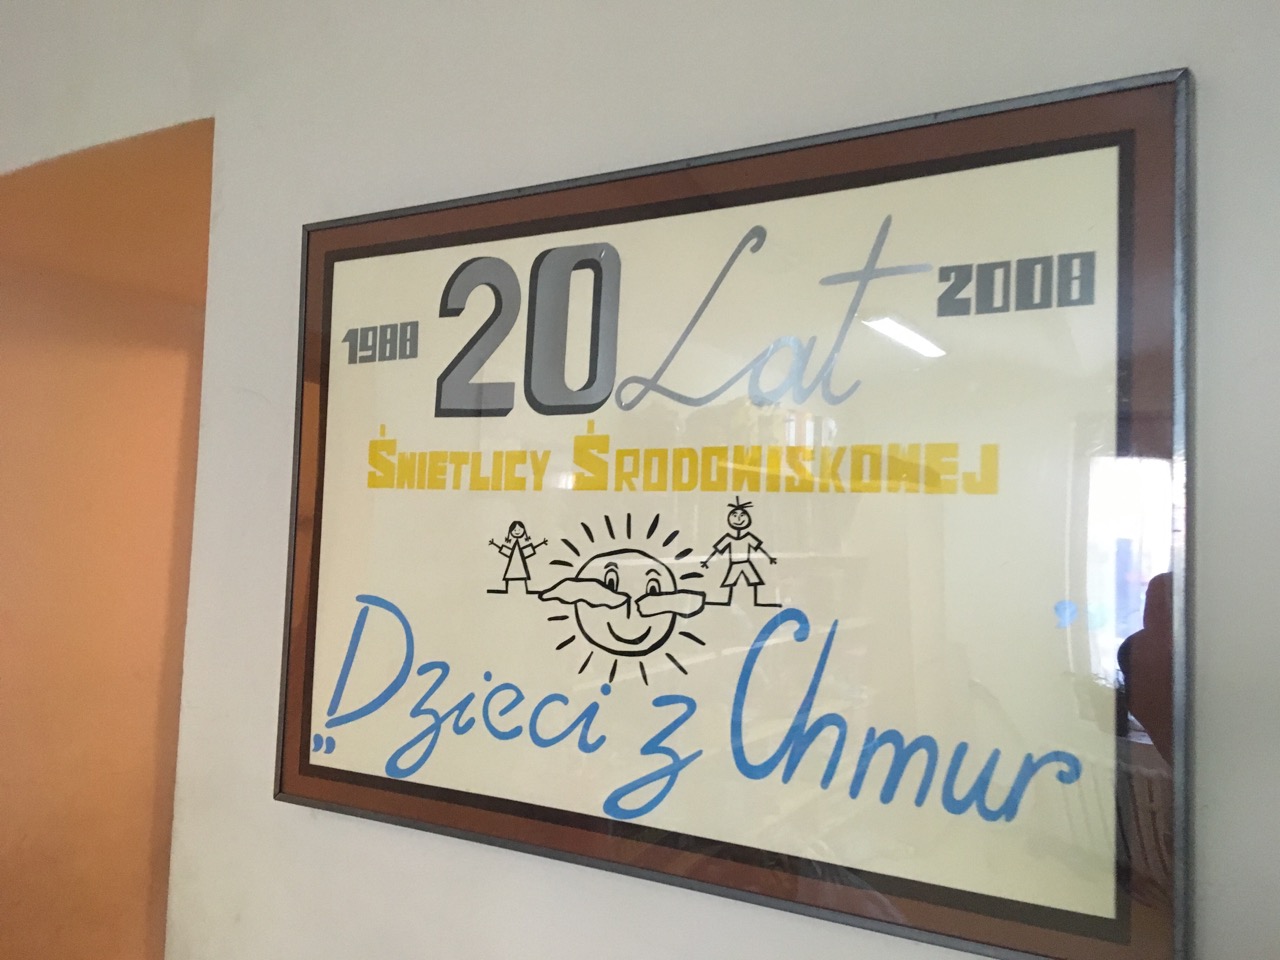 1988 20 Lat 2008
ŚWIETLICY ŚRODOWISKOWEJ
„Dzieci z Chmur”